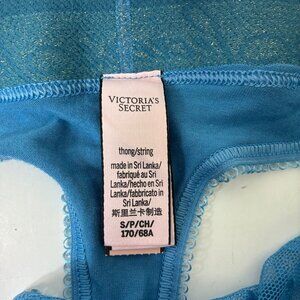 VICTORIA'S
SECRET
thong/string
made in Sri Lanka/
fabriqué au Sri
Lanka/hecho en Sri
Lanka/fabbricato in
Sri Lanka/
斯里兰卡制造
S/P/CH/
170/68A